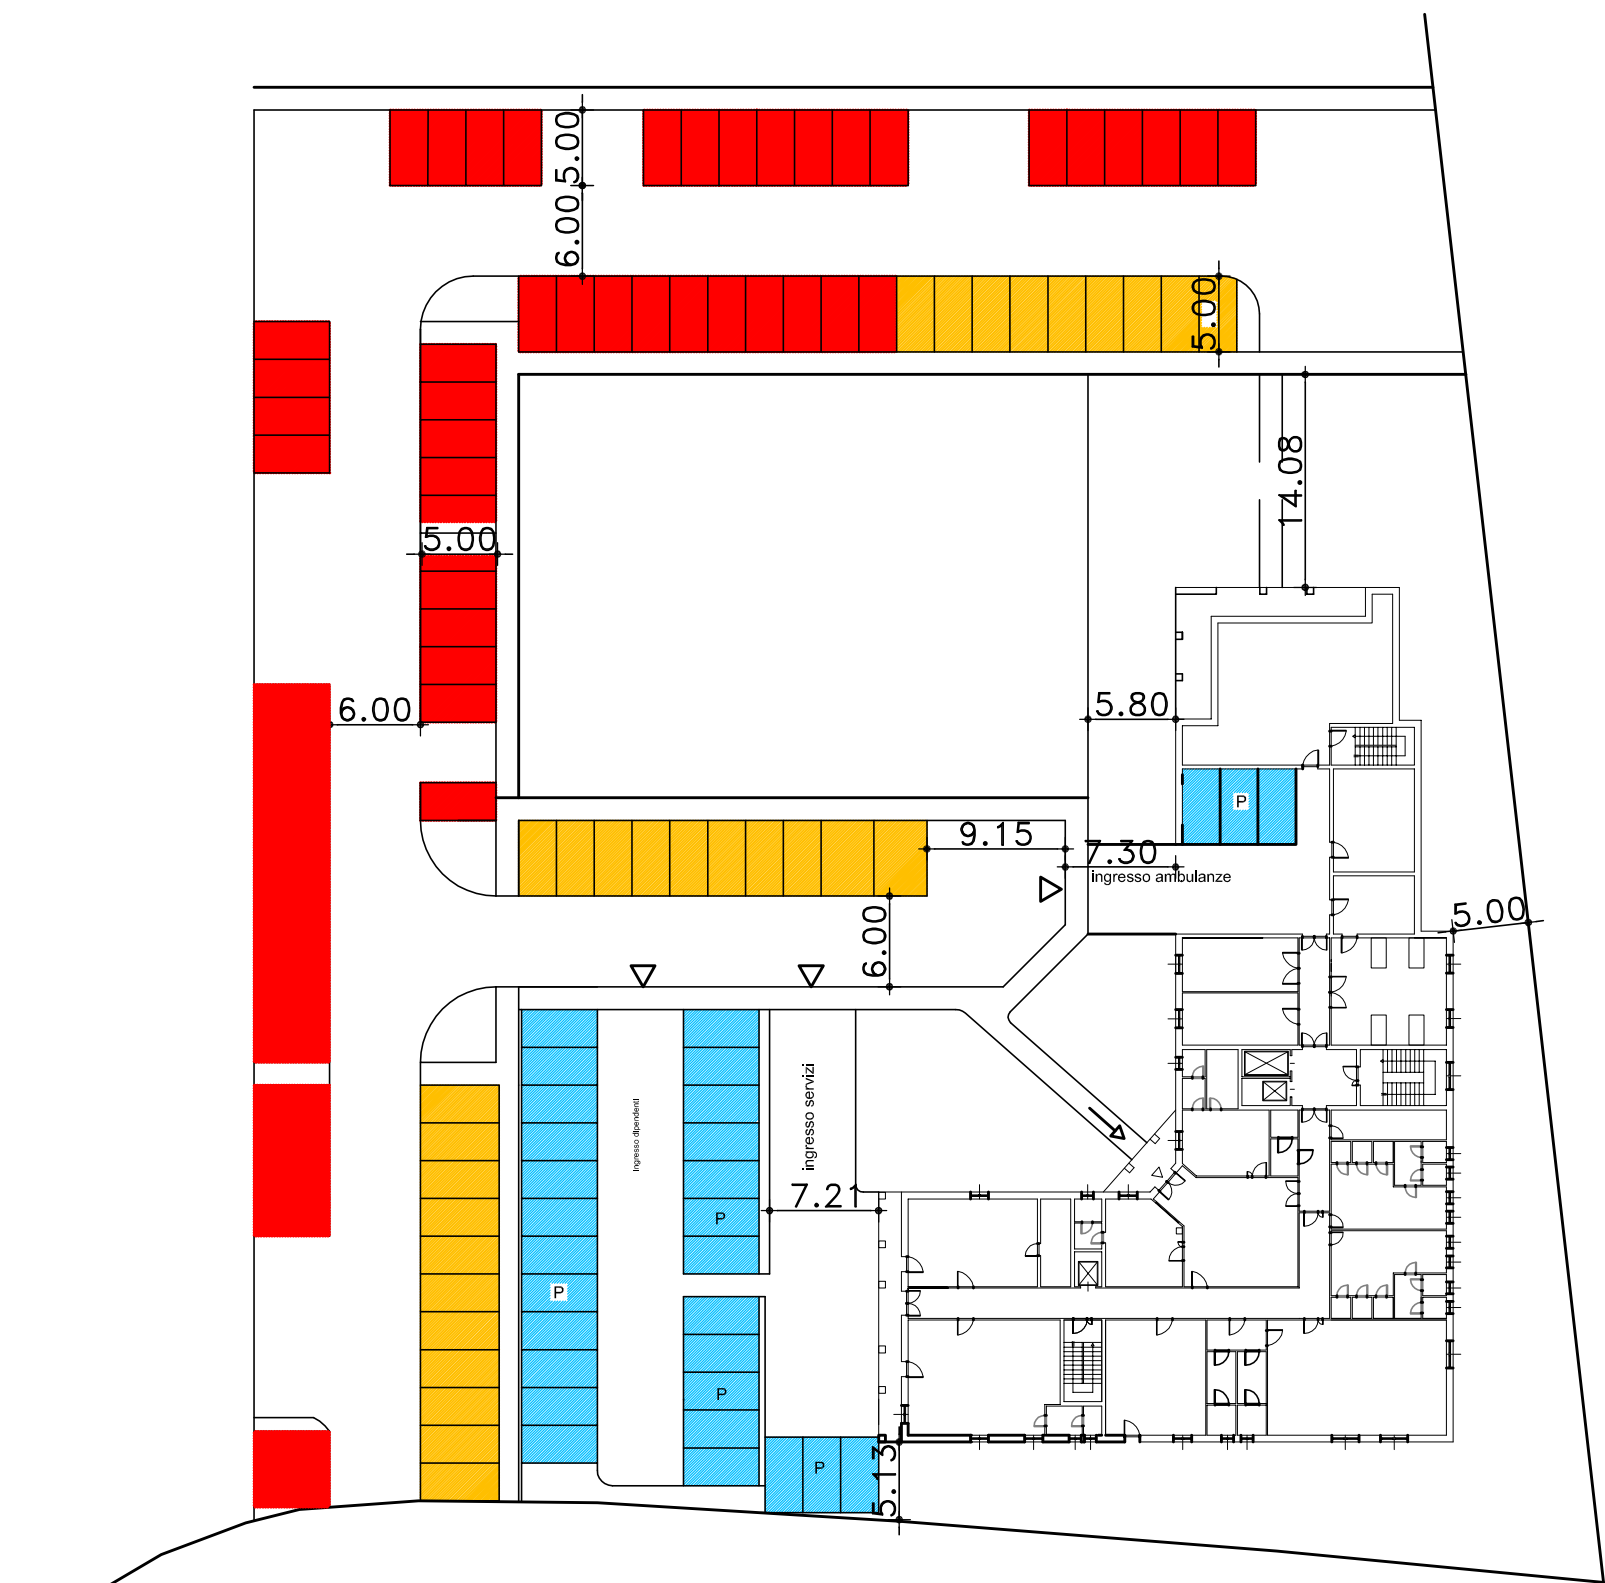 5.00
6.00
5.00
14.08
5.00
6.00
5.80
P
9.15
7.30
ingresso ambulanze
5.00
6.00
ingresso servizi
Ingresso dipendenti
7.21
P
P
P
P
5.13